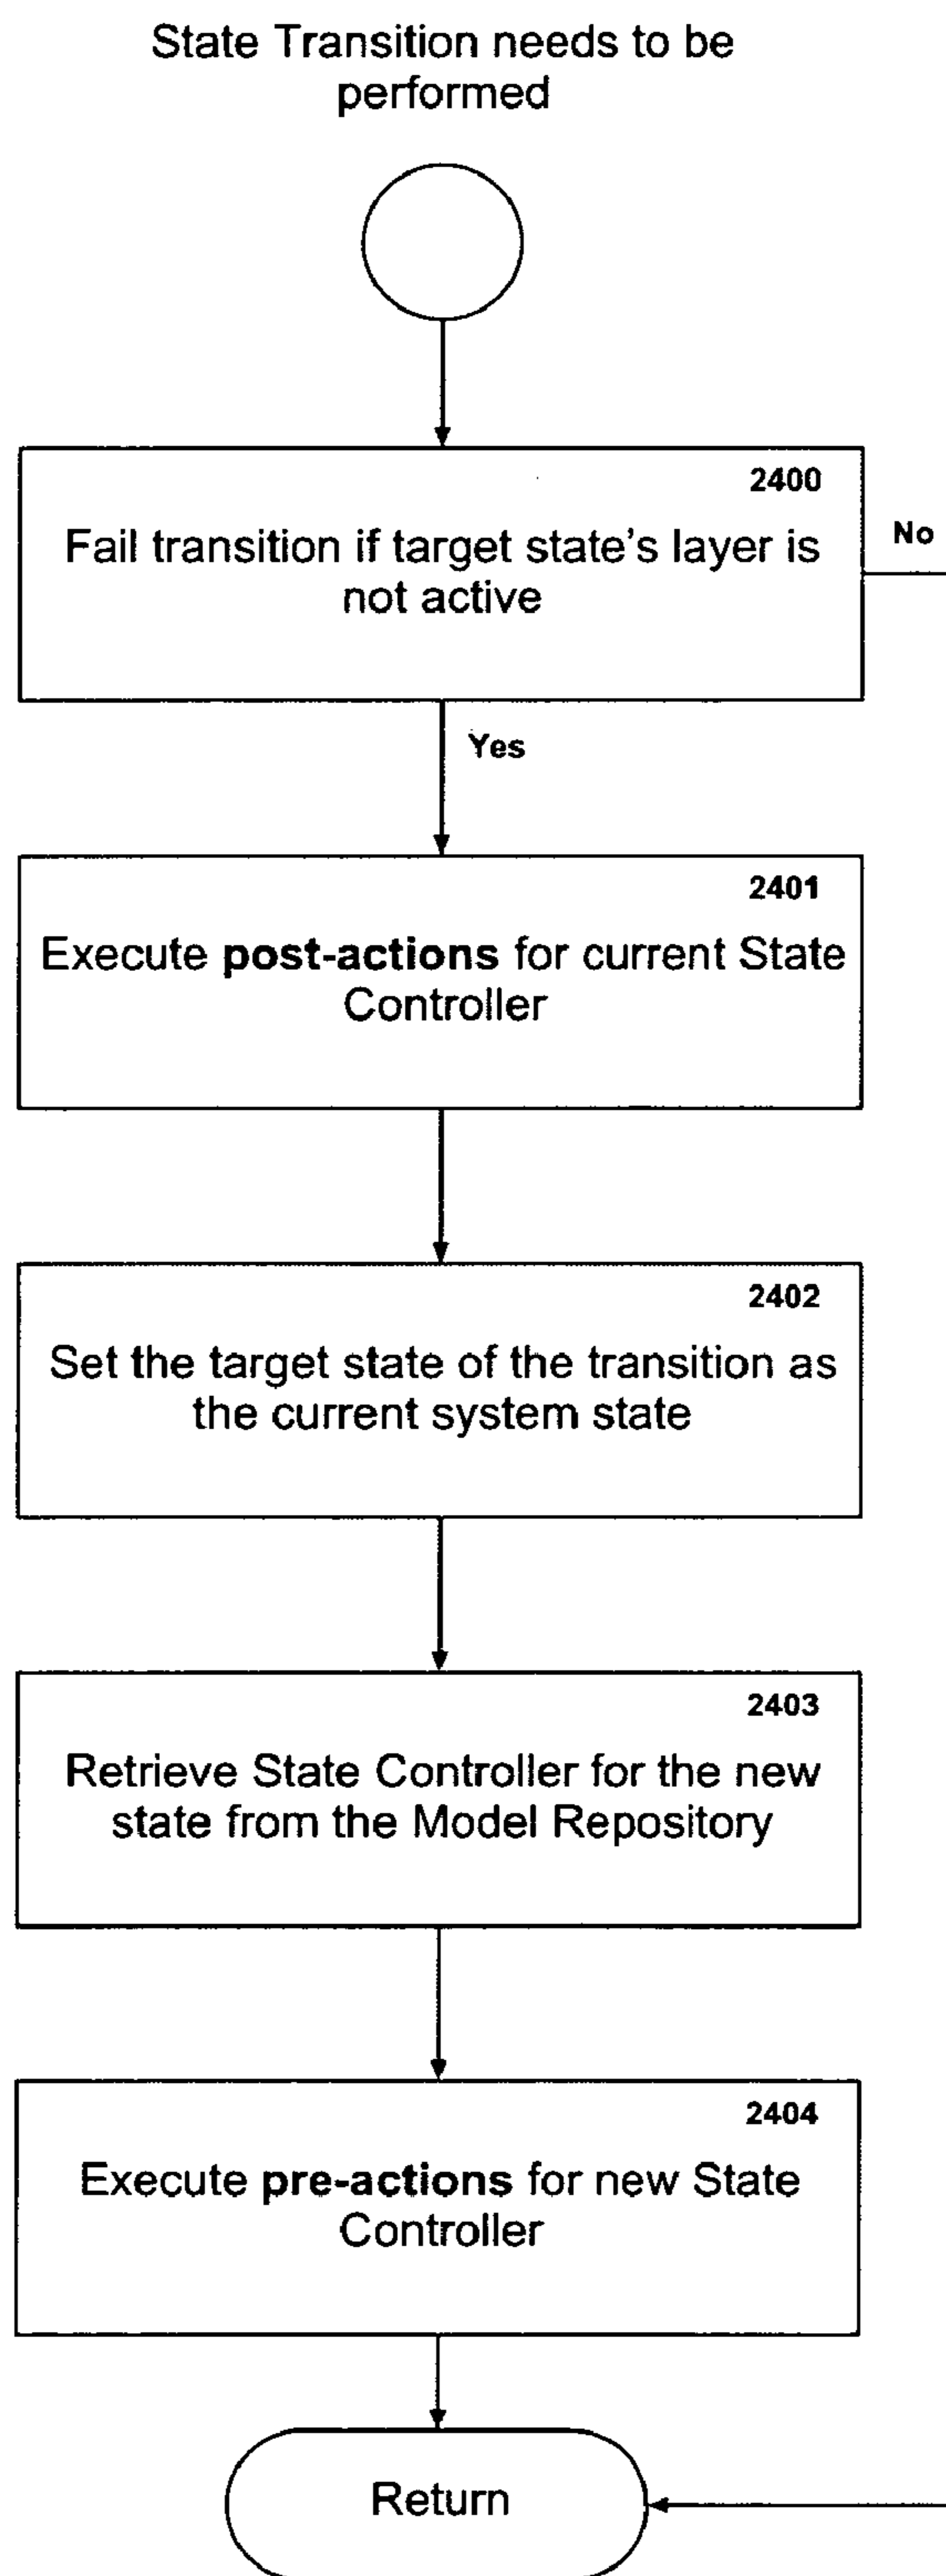 State Transition needs to be
performed
2400
Fail transition if target state's layer is
not active
No
Yes
2401
Execute post-actions for current State
Controller
2402
Set the target state of the transition as
the current system state
2403
Retrieve State Controller for the new
state from the Model Repository
2404
Execute pre-actions for new State
Controller
Return